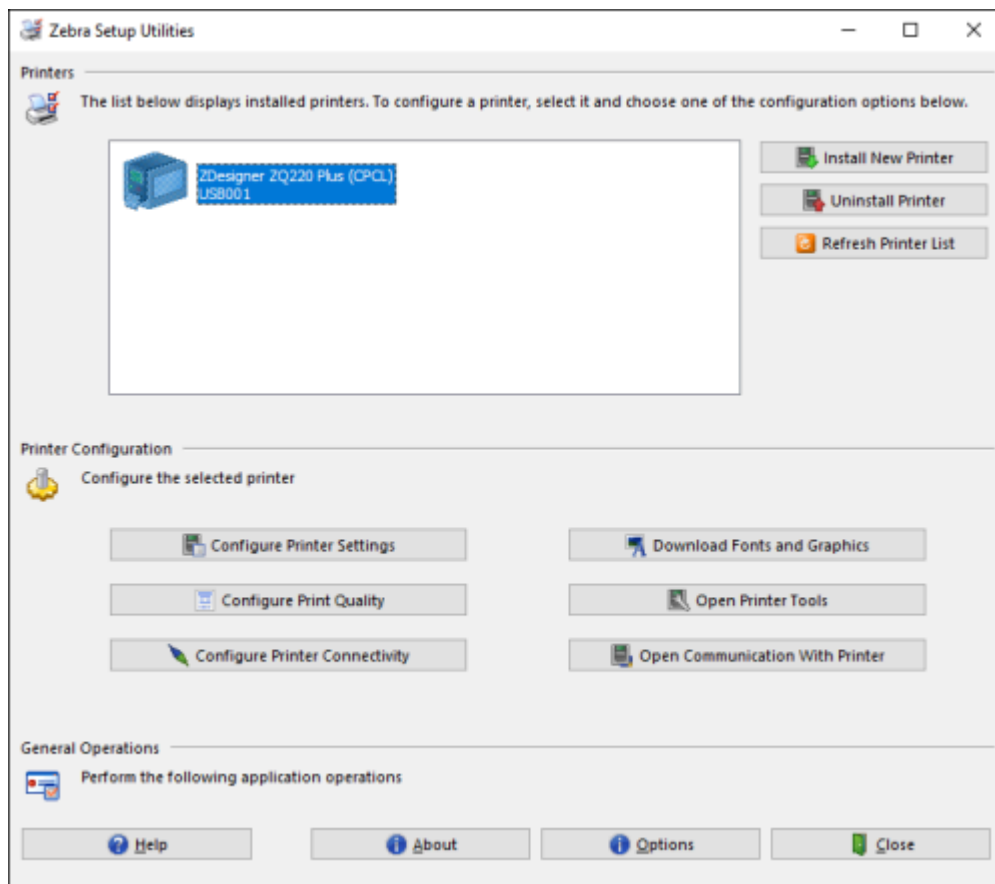 Zebra Setup Utilities
Printers
The list below displays installed printers. To configure a printer, select it and choose one of the configuration options below.
ZDesigner ZQ220 Plus (CPCL)
USB001
Install New Printer
Uninstall Printer
Refresh Printer List
Printer Configuration
Configure the selected printer
Configure Printer Settings
Download Fonts and Graphics
Configure Print Quality
Open Printer Tools
Configure Printer Connectivity
Open Communication With Printer
General Operations
Perform the following application operations
Help
About
Options
Close